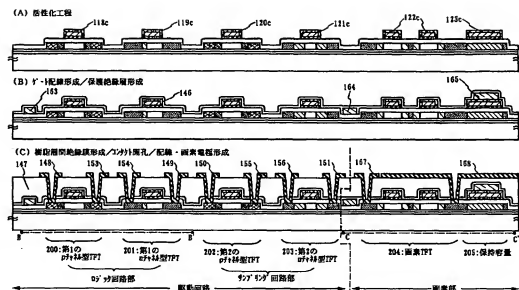 (A) 活性化工程
118c 119c 120c 121c 122c 123c
(B) ゲート配線形成/保護絶縁層形成
163 146 164 165
(C) 樹脂層間絶縁膜形成/コンタクト開孔/配線・画素電極形成
147 148 153 154 149 150 155 156 151 167 168
B B' C C'
200:第1のpチャネル型TFT 201:第1のnチャネル型TFT 202:第2のpチャネル型TFT 203:第2のnチャネル型TFT 204:画素TFT 205:保持容量
ロジック回路部 サンプリング回路部
駆動回路 画素部